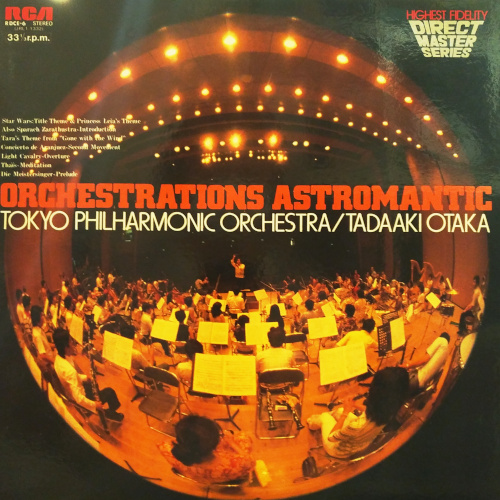 RCA
RDCE-6 STEREO
33⅓ r.p.m.
HIGHEST FIDELITY
DIRECT
MASTER
SERIES
Star Wars:Title Theme & Princess Leia's Theme
Also Sprach Zarathustra-Introduction
Tara's Theme from "Gone with the Wind"
Concierto de Aranjuez-Second Movement
Light Cavalry-Overture
Thaïs-Meditation
Die Meistersinger-Prelude
ORCHESTRATIONS ASTROMANTIC
TOKYO PHILHARMONIC ORCHESTRA/TADAAKI OTAKA